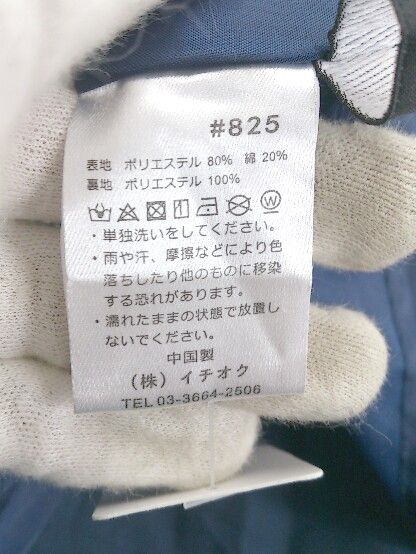 #825
表地 ポリエステル 80% 綿 20%
裏地 ポリエステル 100%
W
・単独洗いをしてください。
・雨や汗、摩擦などにより色
落ちしたり他のものに移染
する恐れがあります。
・濡れたままの状態で放置し
ないでください。
中国製
（株）イチオク
TEL 03-3664-2506